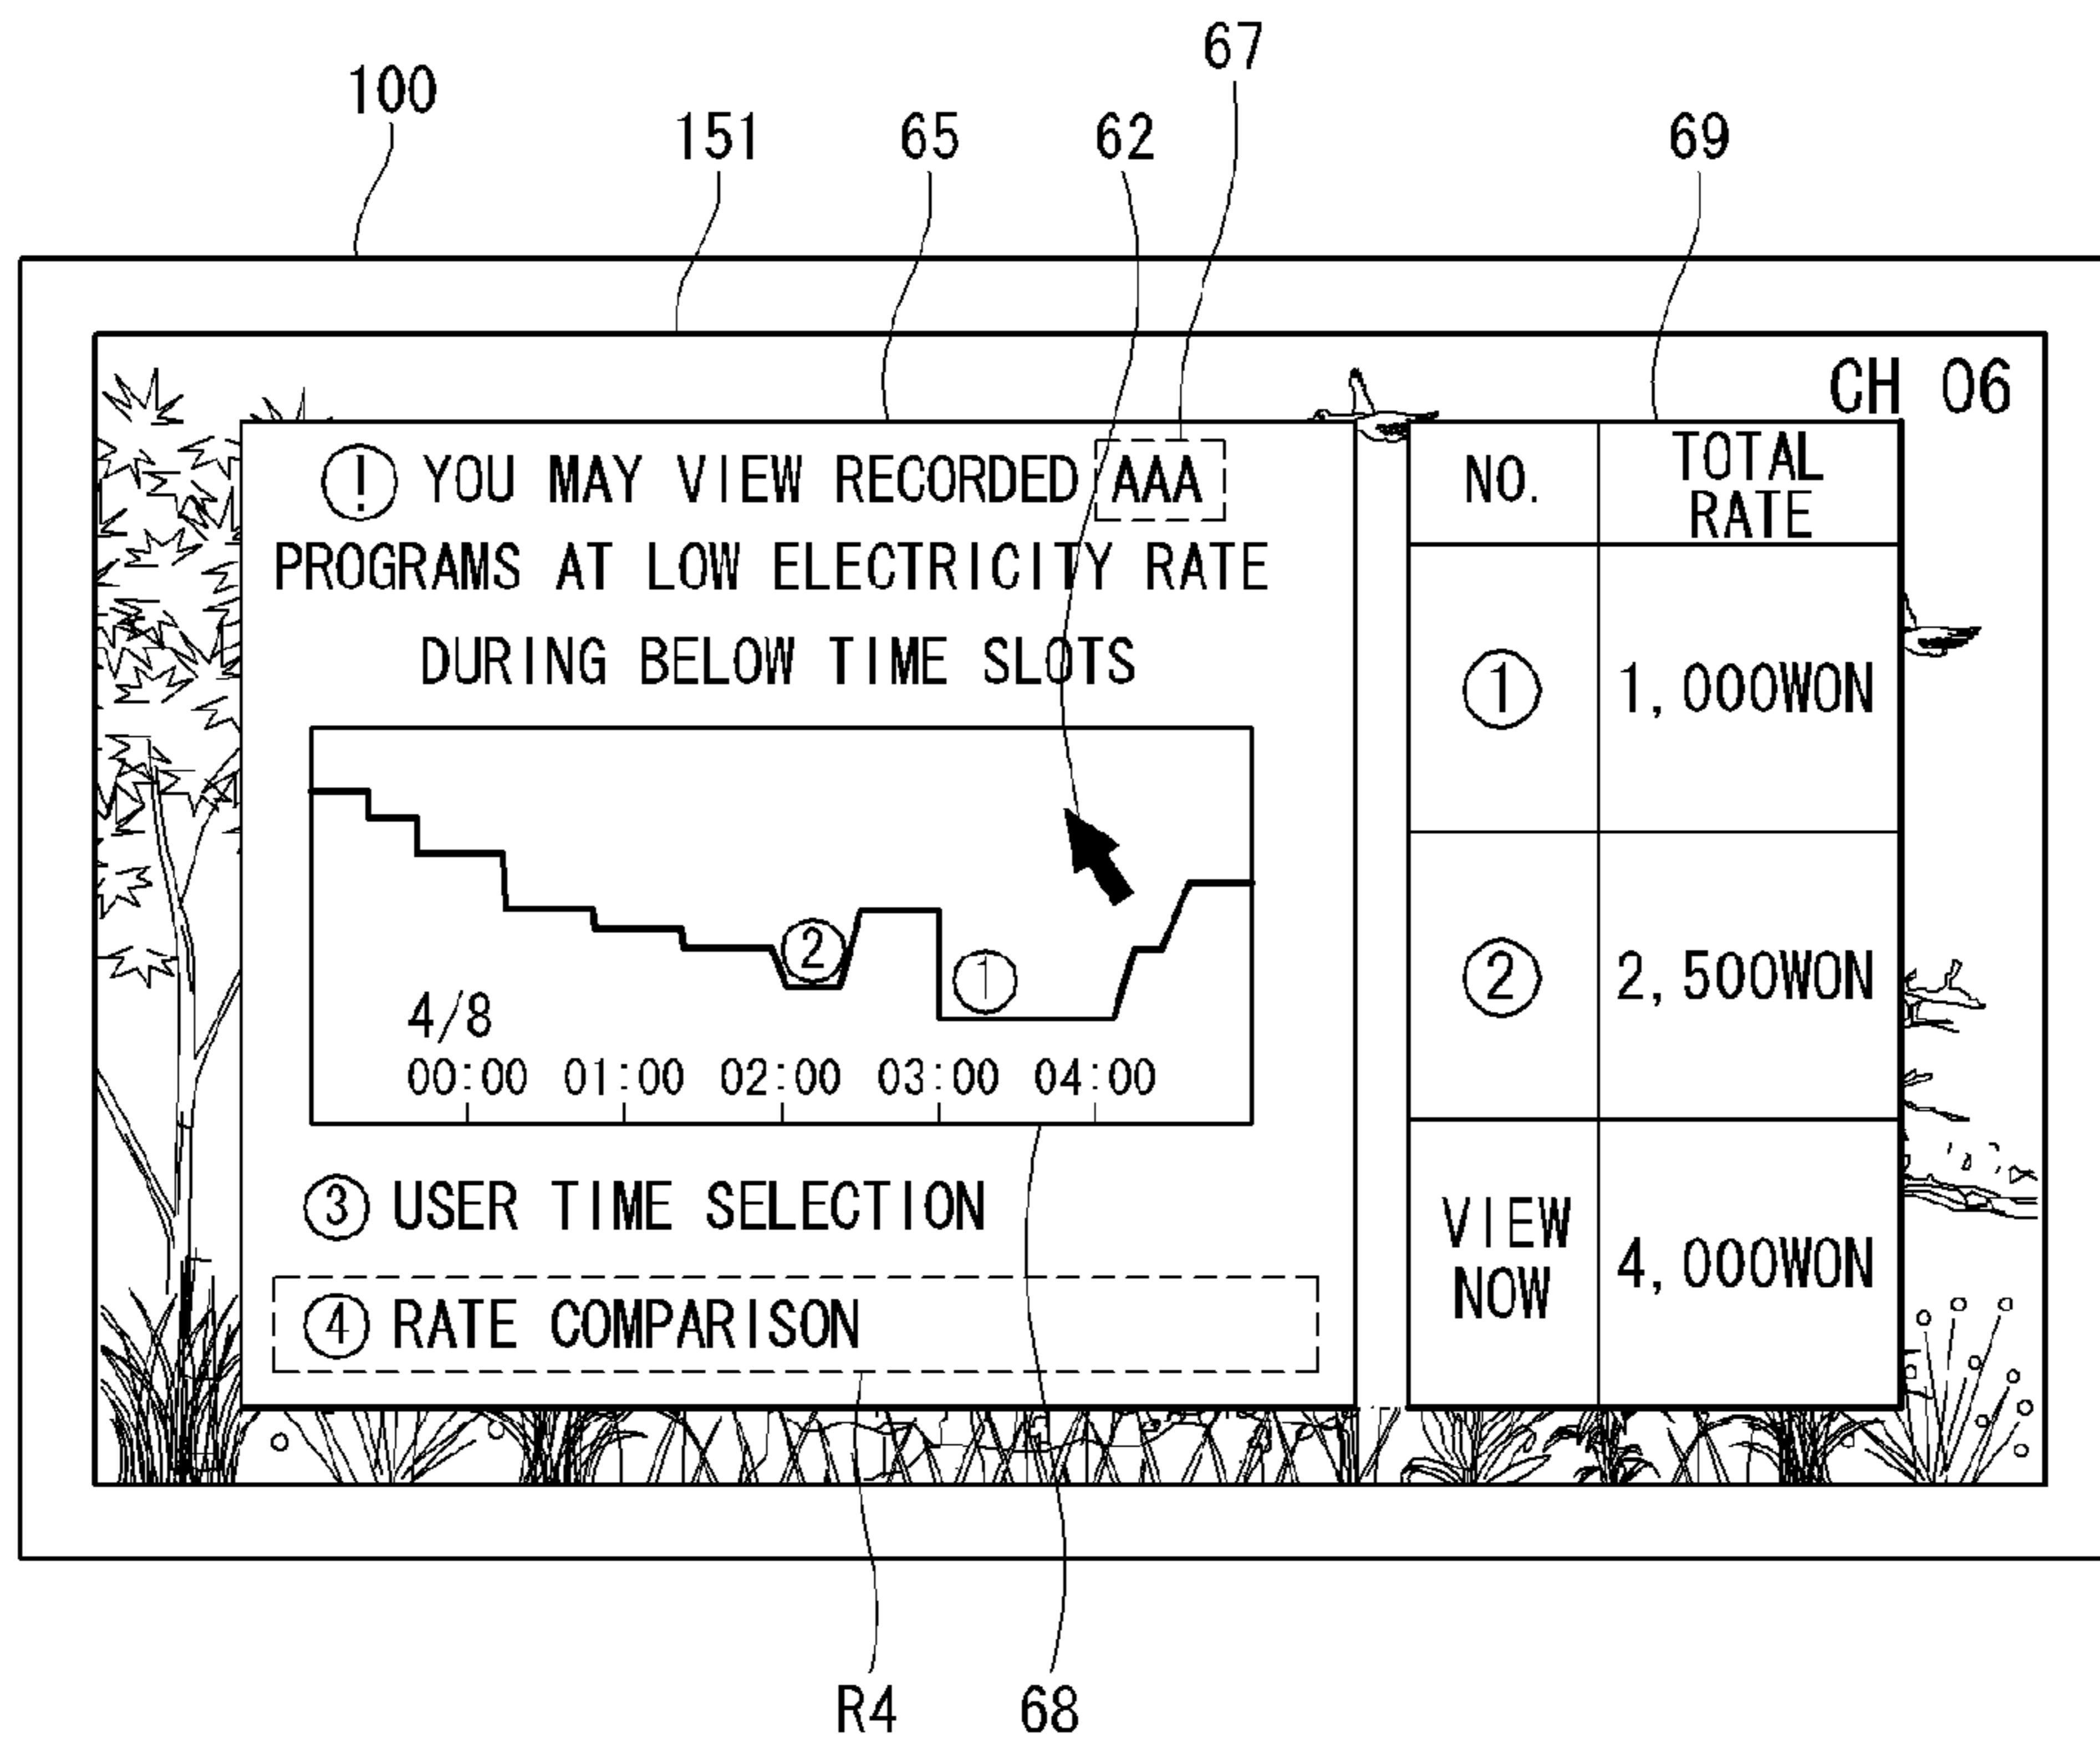 67
100
151
65
62
69
CH 06
! YOU MAY VIEW RECORDED AAA
PROGRAMS AT LOW ELECTRICITY RATE
DURING BELOW TIME SLOTS
② ①
4/8
00:00 01:00 02:00 03:00 04:00
③ USER TIME SELECTION
④ RATE COMPARISON
NO. TOTAL RATE
① 1,000WON
② 2,500WON
VIEW NOW 4,000WON
R4
68